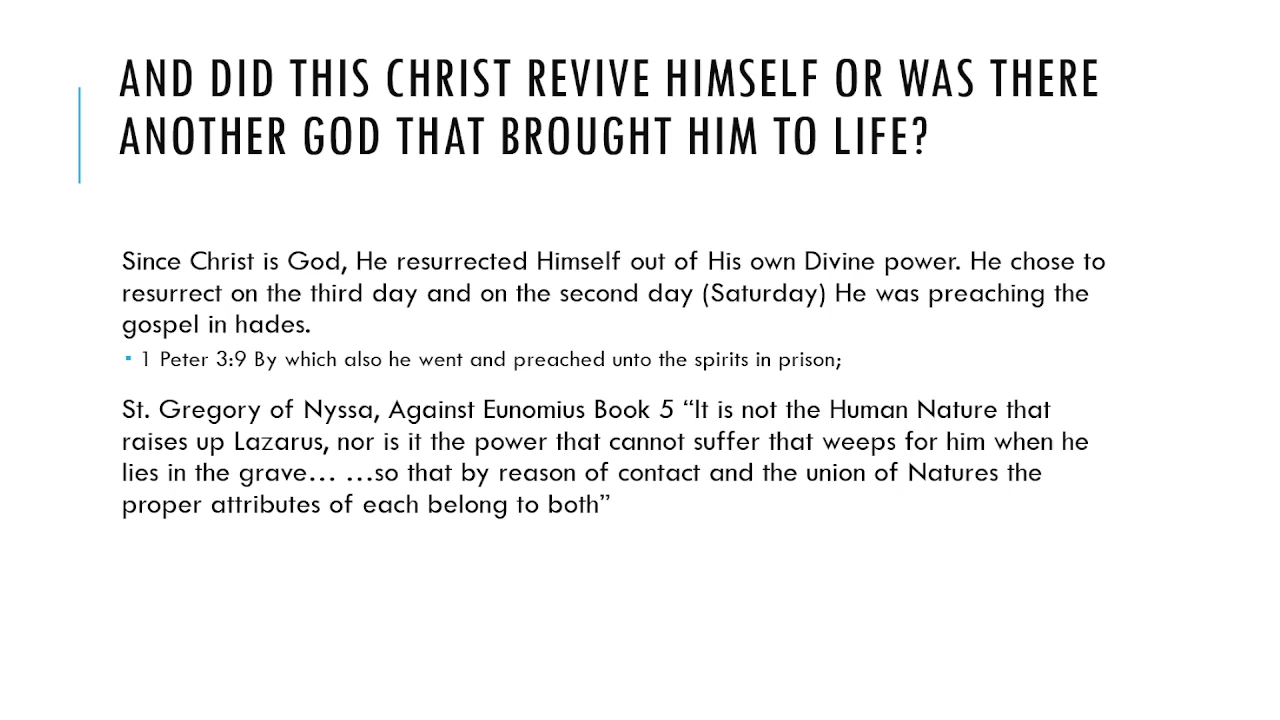 AND DID THIS CHRIST REVIVE HIMSELF OR WAS THERE
ANOTHER GOD THAT BROUGHT HIM TO LIFE?
Since Christ is God, He resurrected Himself out of His own Divine power. He chose to
resurrect on the third day and on the second day (Saturday) He was preaching the
gospel in hades.
▪ 1 Peter 3:9 By which also he went and preached unto the spirits in prison;
St. Gregory of Nyssa, Against Eunomius Book 5 “It is not the Human Nature that
raises up Lazarus, nor is it the power that cannot suffer that weeps for him when he
lies in the grave… …so that by reason of contact and the union of Natures the
proper attributes of each belong to both”